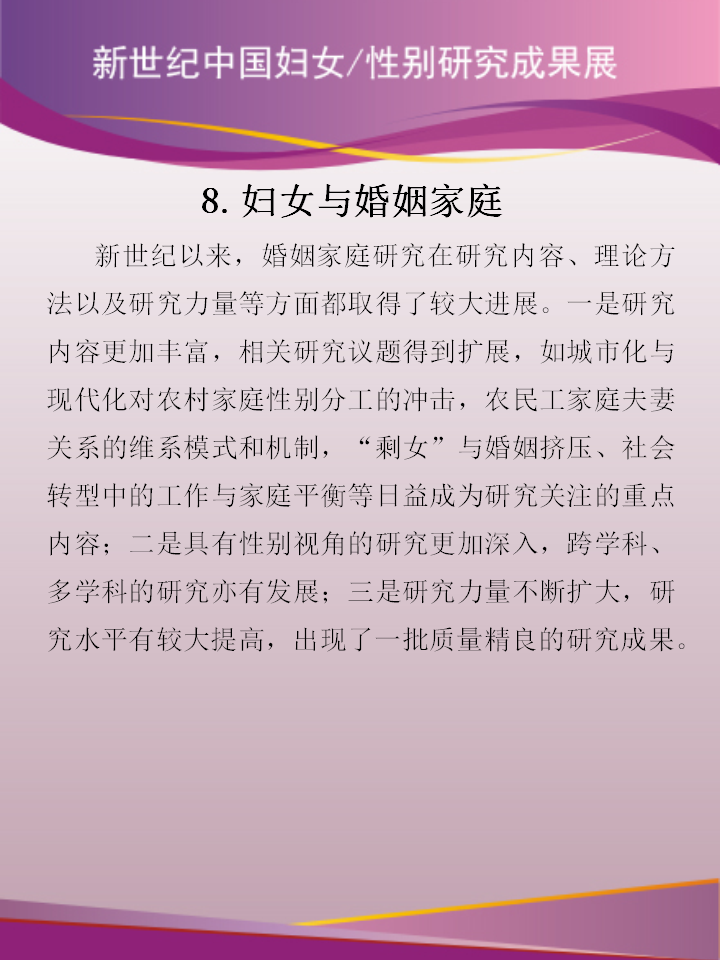 新世纪中国妇女/性别研究成果展
8. 妇女与婚姻家庭
新世纪以来，婚姻家庭研究在研究内容、理论方
法以及研究力量等方面都取得了较大进展。一是研究
内容更加丰富，相关研究议题得到扩展，如城市化与
现代化对农村家庭性别分工的冲击，农民工家庭夫妻
关系的维系模式和机制，“剩女”与婚姻挤压、社会
转型中的工作与家庭平衡等日益成为研究关注的重点
内容；二是具有性别视角的研究更加深入，跨学科、
多学科的研究亦有发展；三是研究力量不断扩大，研
究水平有较大提高，出现了一批质量精良的研究成果。